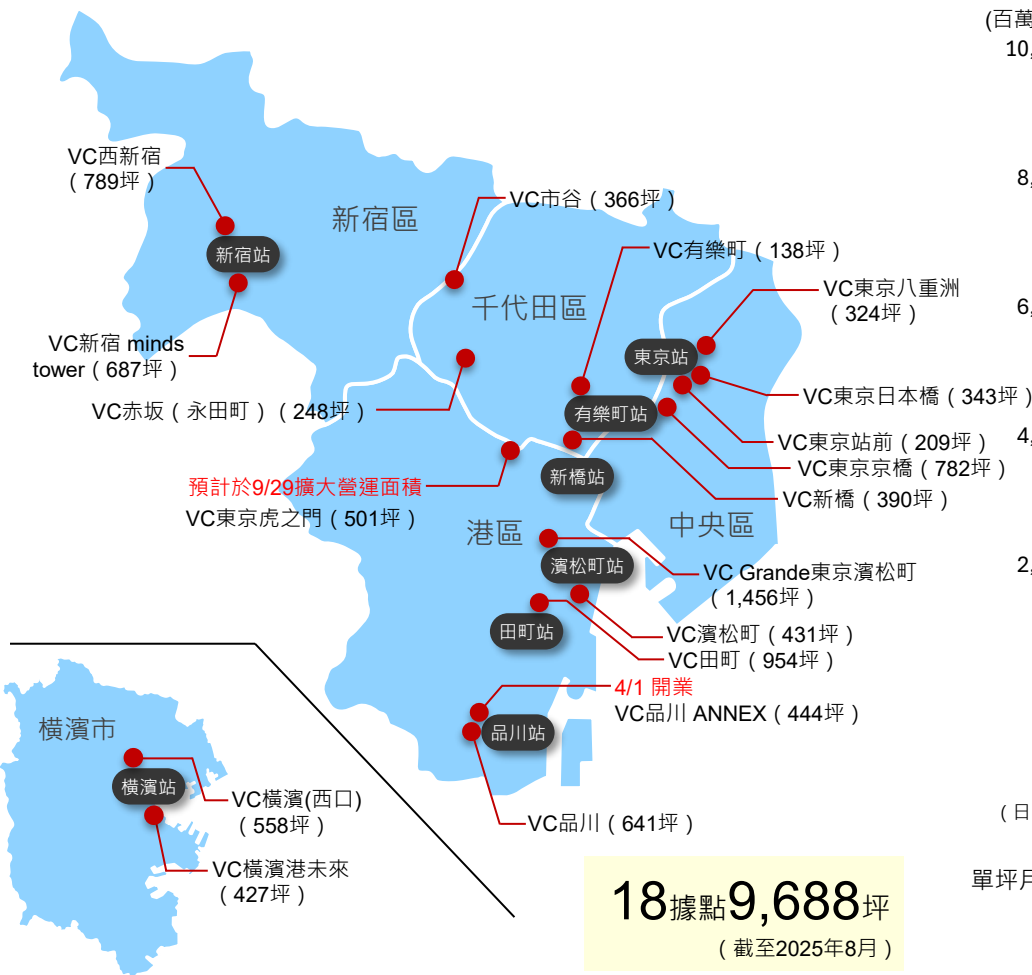 (百萬
10,
8,
6,
4,
2,
(日
單坪月
VC西新宿
(789坪)
新宿區
新宿站
VC新宿 minds
tower(687坪)
VC市谷(366坪)
千代田區
VC有樂町(138坪)
VC東京八重洲
(324坪)
東京站
VC赤坂(永田町)(248坪)
有樂町站
VC東京日本橋(343坪)
VC東京站前(209坪)
VC東京京橋(782坪)
新橋站
VC新橋(390坪)
預計於9/29擴大營運面積
VC東京虎之門(501坪)
港區
中央區
濱松町站
VC Grande東京濱松町
(1,456坪)
田町站
VC濱松町(431坪)
VC田町(954坪)
4/1 開業
VC品川 ANNEX(444坪)
品川站
VC品川(641坪)
橫濱市
橫濱站
VC橫濱(西口)
(558坪)
VC橫濱港未來
(427坪)
18據點9,688坪
(截至2025年8月)